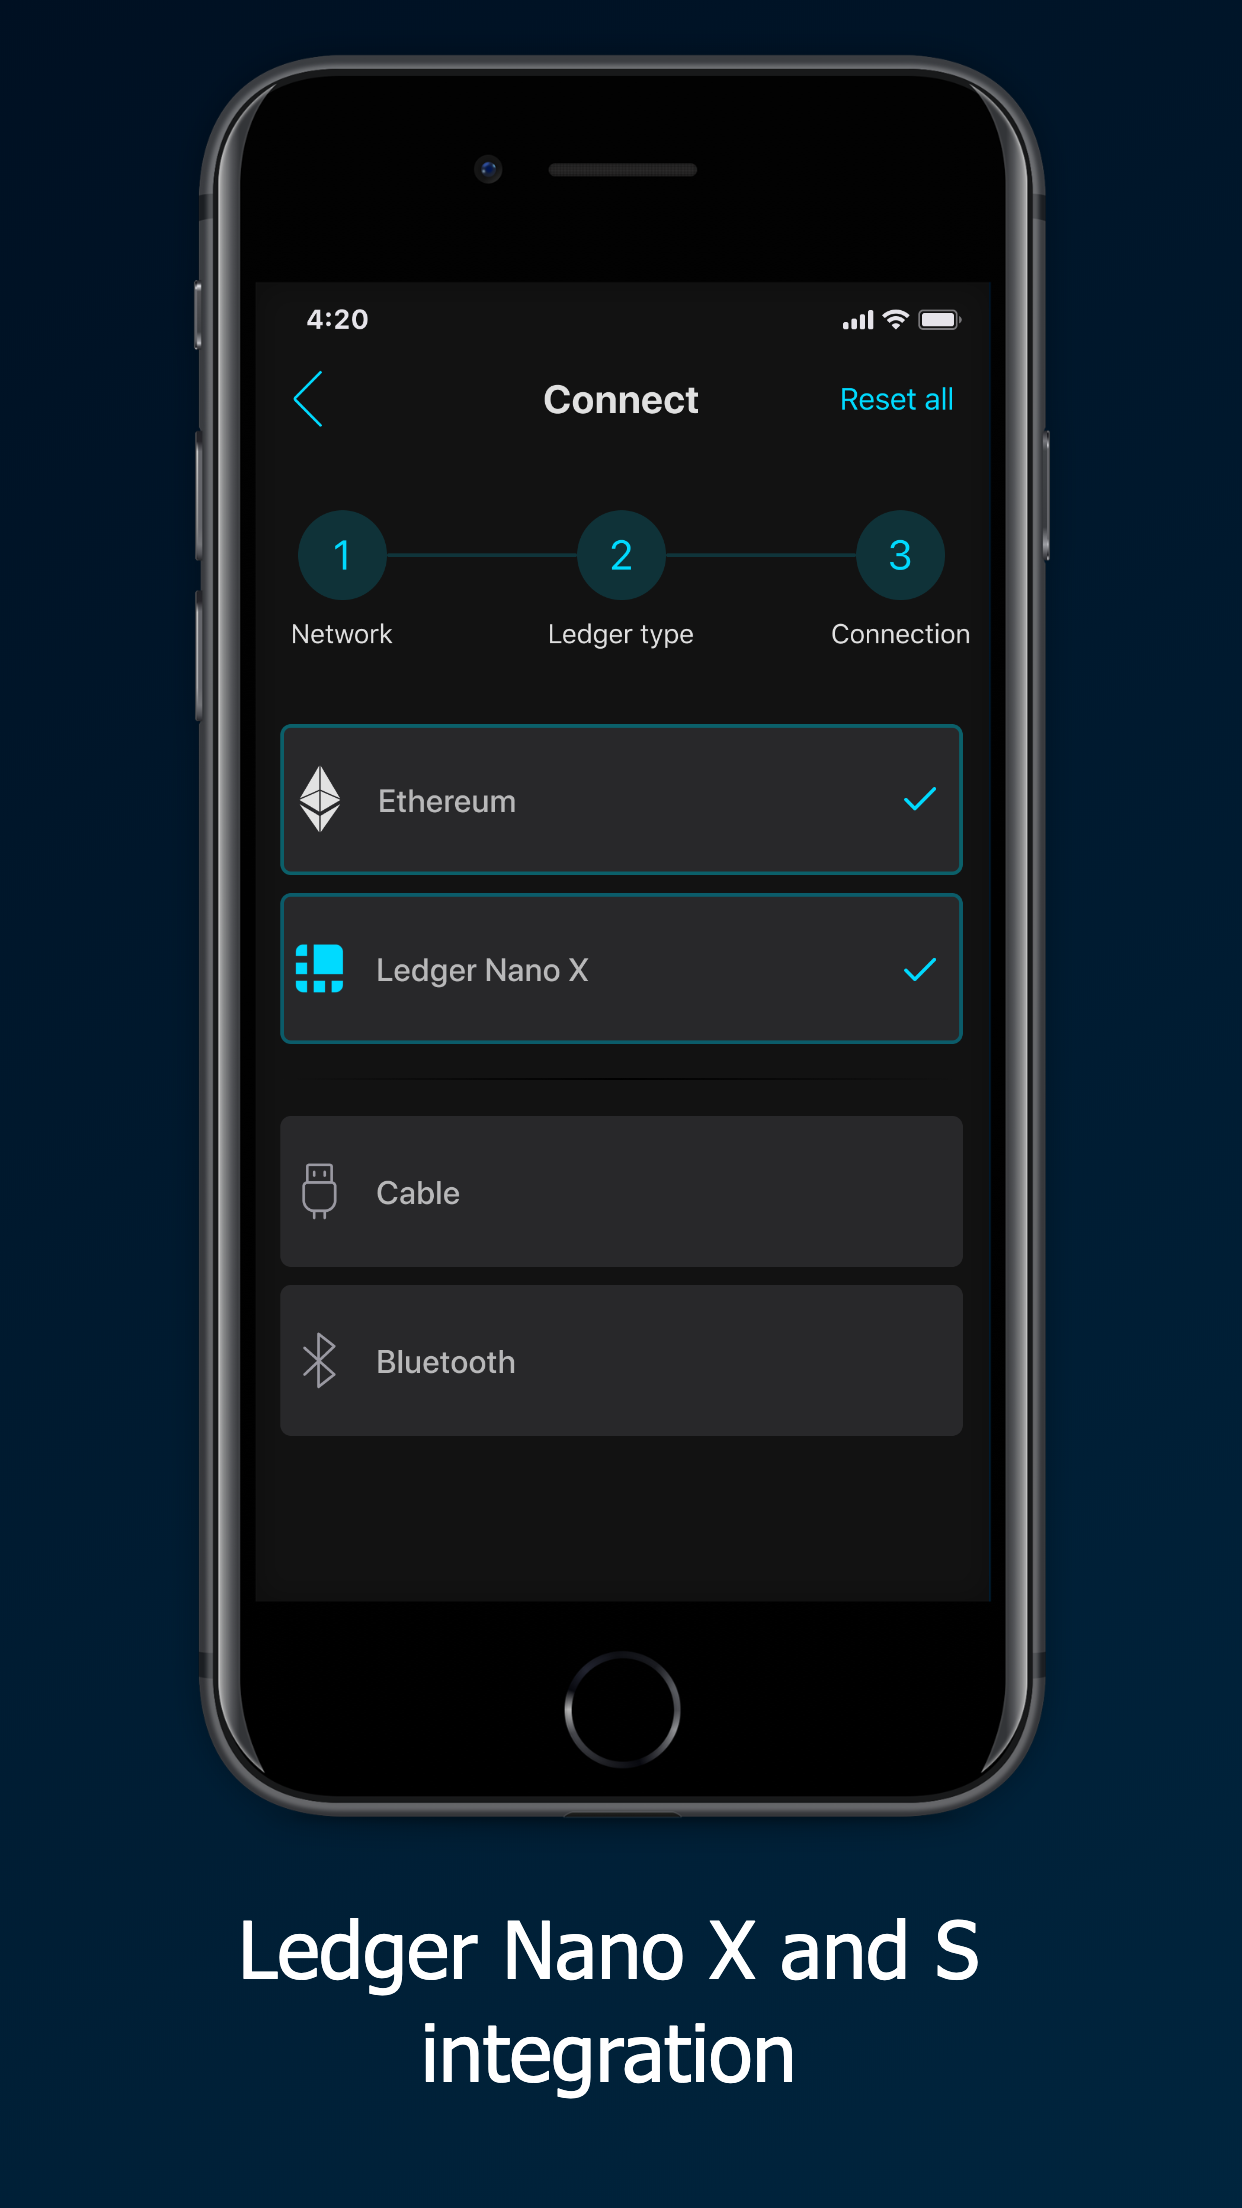 4:20
Connect
Reset all
1
2
3
Network
Ledger type
Connection
Ethereum
Ledger Nano X
Cable
Bluetooth
Ledger Nano X and S
integration